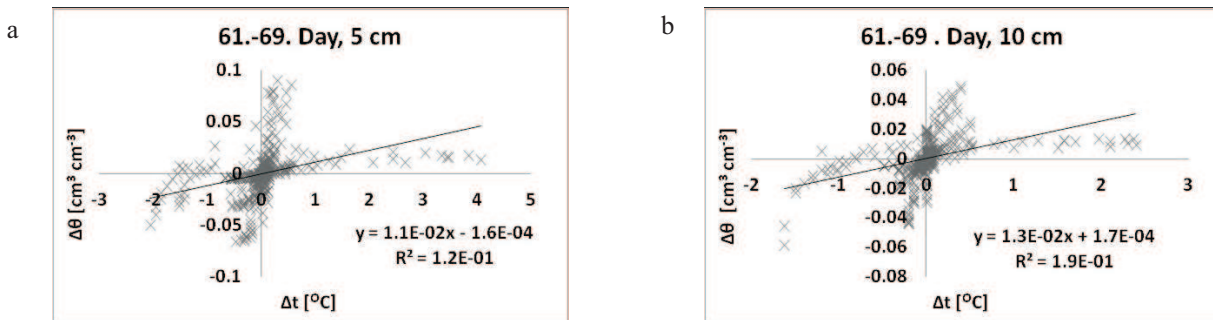 a
61.-69. Day, 5 cm
0.1
0.05
0
-0.05
-0.1
-3 -2 -1 0 1 2 3 4 5
Δθ [cm³ cm⁻³]
y = 1.1E-02x - 1.6E-04
R² = 1.2E-01
Δt [⁰C]
b
61.-69 . Day, 10 cm
0.06
0.04
0.02
0
-0.02
-0.04
-0.06
-0.08
-2 -1 0 1 2 3
Δθ [cm³ cm⁻³]
y = 1.3E-02x + 1.7E-04
R² = 1.9E-01
Δt [⁰C]